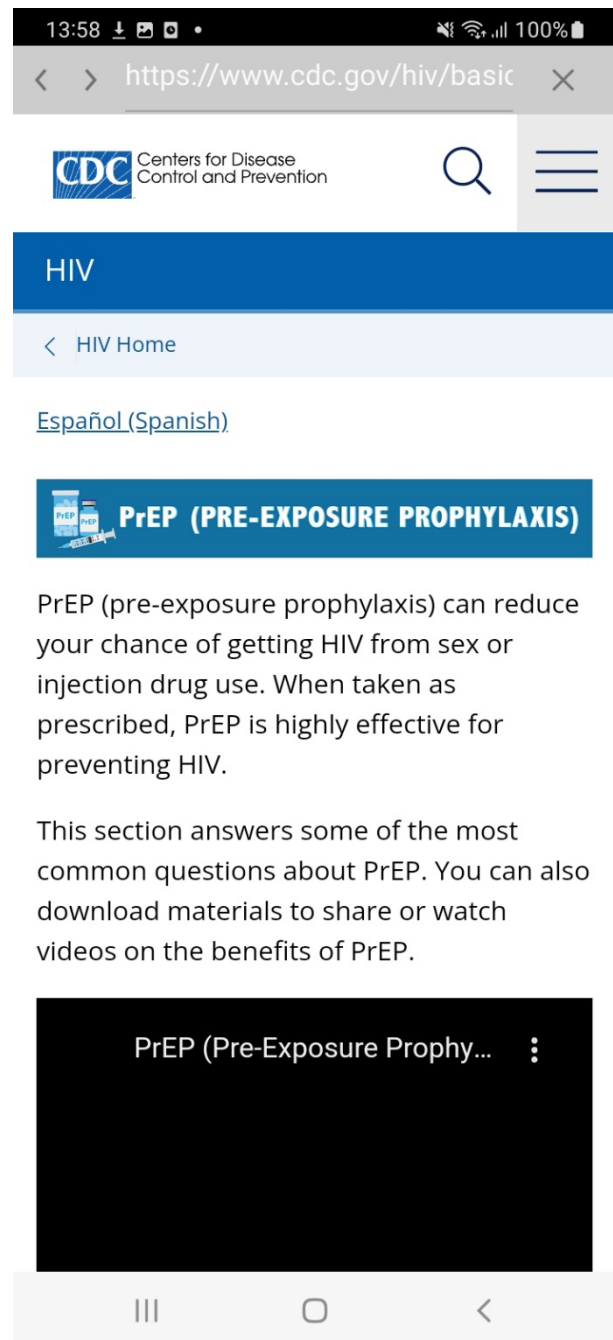 13:58
100%
https://www.cdc.gov/hiv/basic
CDC
Centers for Disease
Control and Prevention
HIV
HIV Home
Español (Spanish)
PrEP
PrEP
PrEP (PRE-EXPOSURE PROPHYLAXIS)
PrEP (pre-exposure prophylaxis) can reduce
your chance of getting HIV from sex or
injection drug use. When taken as
prescribed, PrEP is highly effective for
preventing HIV.
This section answers some of the most
common questions about PrEP. You can also
download materials to share or watch
videos on the benefits of PrEP.
PrEP (Pre-Exposure Prophy...